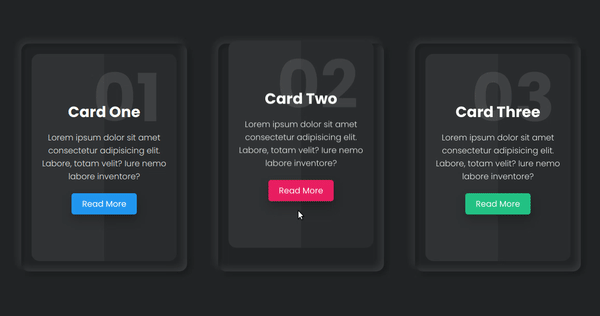 01
Card One
Lorem ipsum dolor sit amet
consectetur adipisicing elit.
Labore, totam velit? Iure nemo
labore inventore?
Read More
02
Card Two
Lorem ipsum dolor sit amet
consectetur adipisicing elit.
Labore, totam velit? Iure nemo
labore inventore?
Read More
03
Card Three
Lorem ipsum dolor sit amet
consectetur adipisicing elit.
Labore, totam velit? Iure nemo
labore inventore?
Read More